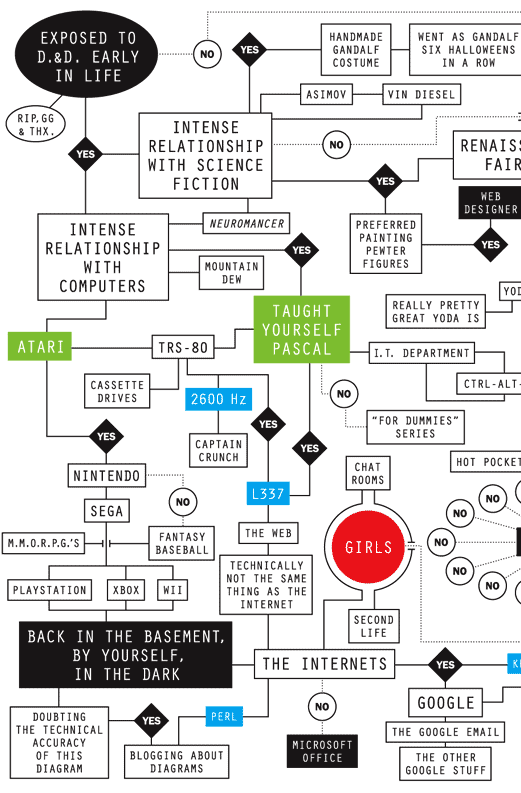 EXPOSED TO
D.&D. EARLY
IN LIFE
NO
YES
HANDMADE
GANDALF
COSTUME
WENT AS GANDALF
SIX HALLOWEENS
IN A ROW
RIP,GG
& THX.
ASIMOV
VIN DIESEL
YES
INTENSE
RELATIONSHIP
WITH SCIENCE
FICTION
NO
RENAISS
FAIR
YES
WEB
DESIGNER
NEUROMANCER
PREFERRED
PAINTING
PEWTER
FIGURES
YES
INTENSE
RELATIONSHIP
WITH
COMPUTERS
YES
MOUNTAIN
DEW
YOD
REALLY PRETTY
GREAT YODA IS
TAUGHT
YOURSELF
PASCAL
ATARI
TRS-80
I.T. DEPARTMENT
CASSETTE
DRIVES
2600 Hz
NO
CTRL-ALT-
CAPTAIN
CRUNCH
YES
"FOR DUMMIES"
SERIES
YES
YES
NINTENDO
NO
L337
CHAT
ROOMS
HOT POCKET
SEGA
NO
NO
M.M.O.R.P.G.'S
FANTASY
BASEBALL
THE WEB
GIRLS
NO
PLAYSTATION
XBOX
WII
TECHNICALLY
NOT THE SAME
THING AS THE
INTERNET
NO
NO
NO
SECOND
LIFE
BACK IN THE BASEMENT,
BY YOURSELF,
IN THE DARK
THE INTERNETS
YES
DOUBTING
THE TECHNICAL
ACCURACY
OF THIS
DIAGRAM
YES
PERL
NO
GOOGLE
THE GOOGLE EMAIL
BLOGGING ABOUT
DIAGRAMS
MICROSOFT
OFFICE
THE OTHER
GOOGLE STUFF